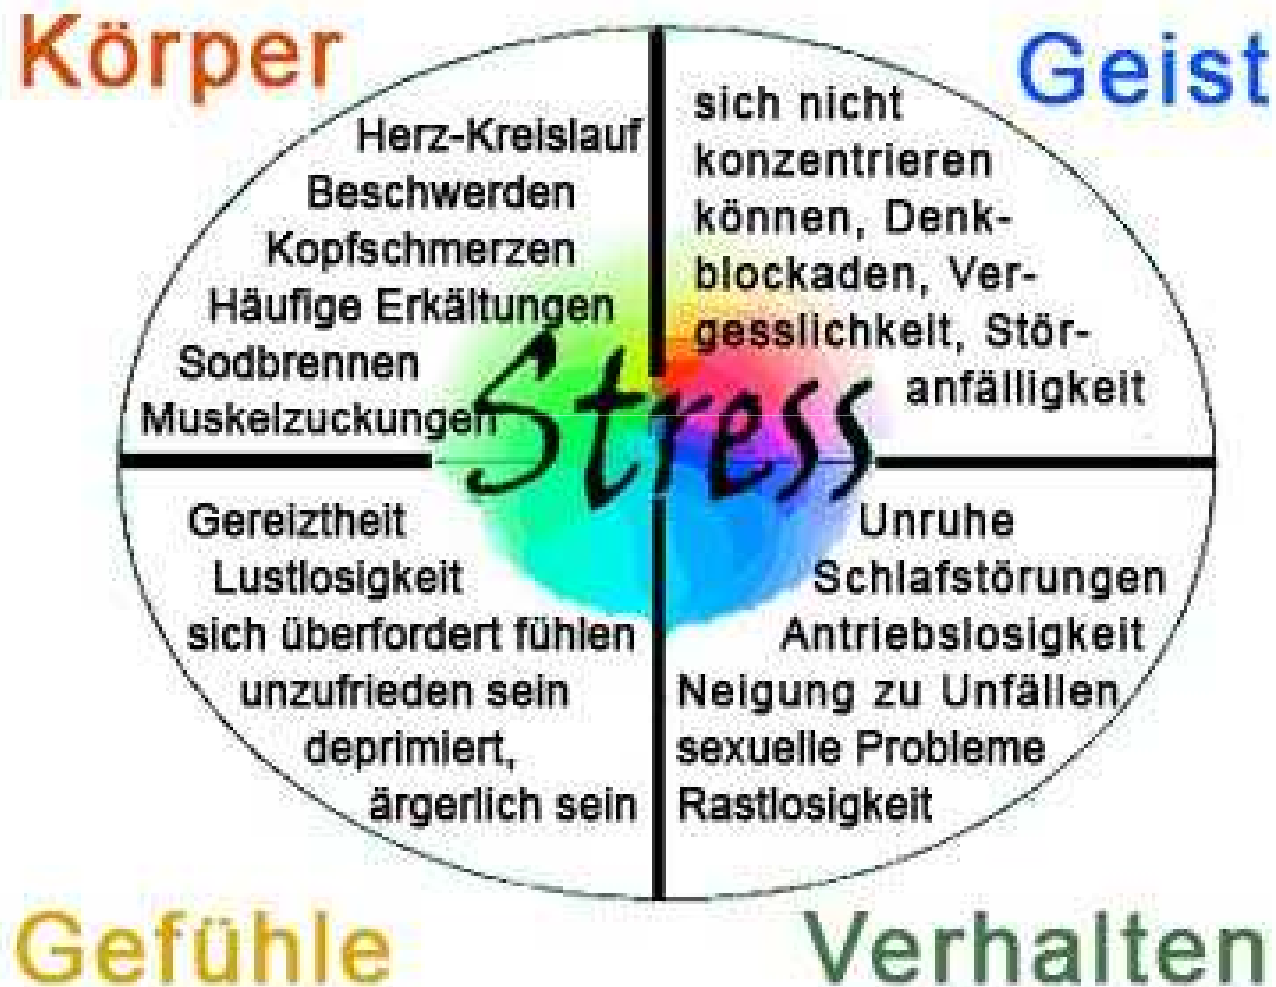 Körper
Herz-Kreislauf
Beschwerden
Kopfschmerzen
Häufige Erkältungen
Sodbrennen
Muskelzuckungen
Geist
sich nicht
konzentrieren
können, Denk-
blockaden, Ver-
gesslichkeit, Stör-
anfälligkeit
Stress
Gereiztheit
Lustlosigkeit
sich überfordert fühlen
unzufrieden sein
deprimiert,
ärgerlich sein
Gefühle
Unruhe
Schlafstörungen
Antriebslosigkeit
Neigung zu Unfällen
sexuelle Probleme
Rastlosigkeit
Verhalten